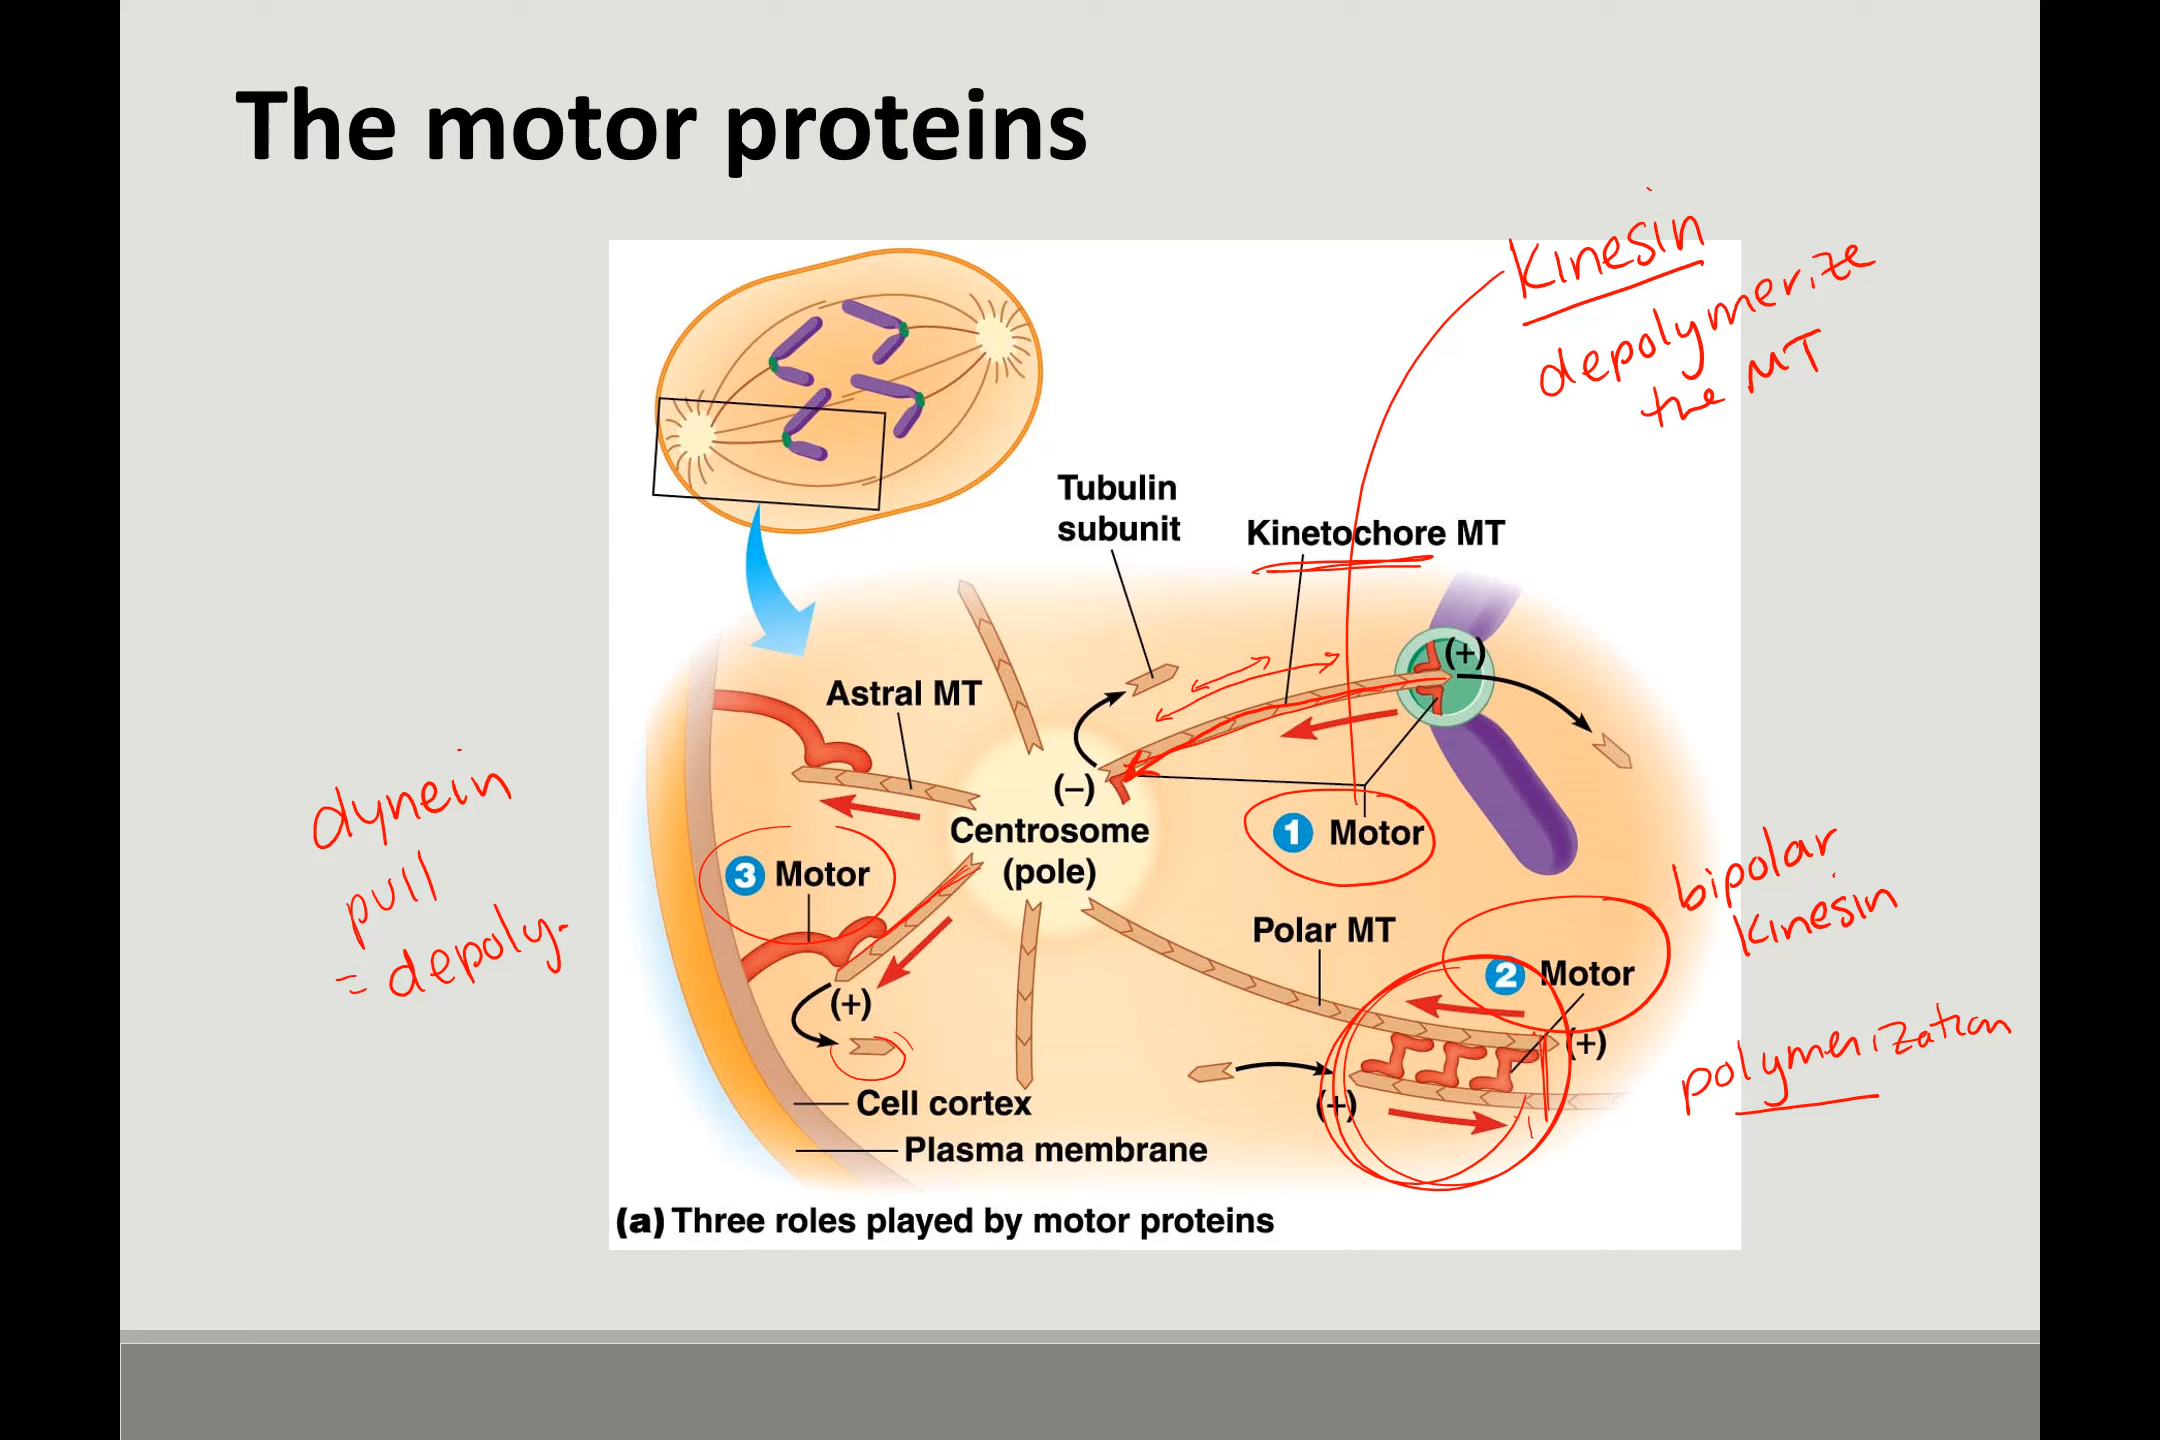 The motor proteins
Kinesin
depolymerize
the MT
Tubulin
subunit
Kinetochore MT
(+)
Astral MT
(−)
Centrosome
(pole)
1 Motor
dynein
pull
= depoly.
3 Motor
bipolar
kinesin
Polar MT
2 Motor
(+)
(+)
(+)
polymerization
Cell cortex
Plasma membrane
(a) Three roles played by motor proteins